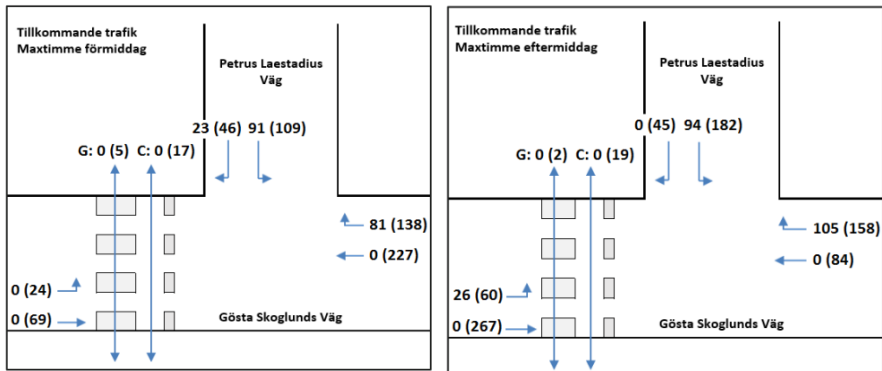 Tillkommande trafik
Maxtimme förmiddag
Petrus Laestadius
Väg
23 (46) 91 (109)
G: 0 (5) C: 0 (17)
81 (138)
0 (227)
0 (24)
0 (69)
Gösta Skoglunds Väg
Tillkommande trafik
Maxtimme eftermiddag
Petrus Laestadius
Väg
0 (45) 94 (182)
G: 0 (2) C: 0 (19)
105 (158)
0 (84)
26 (60)
0 (267)
Gösta Skoglunds Väg